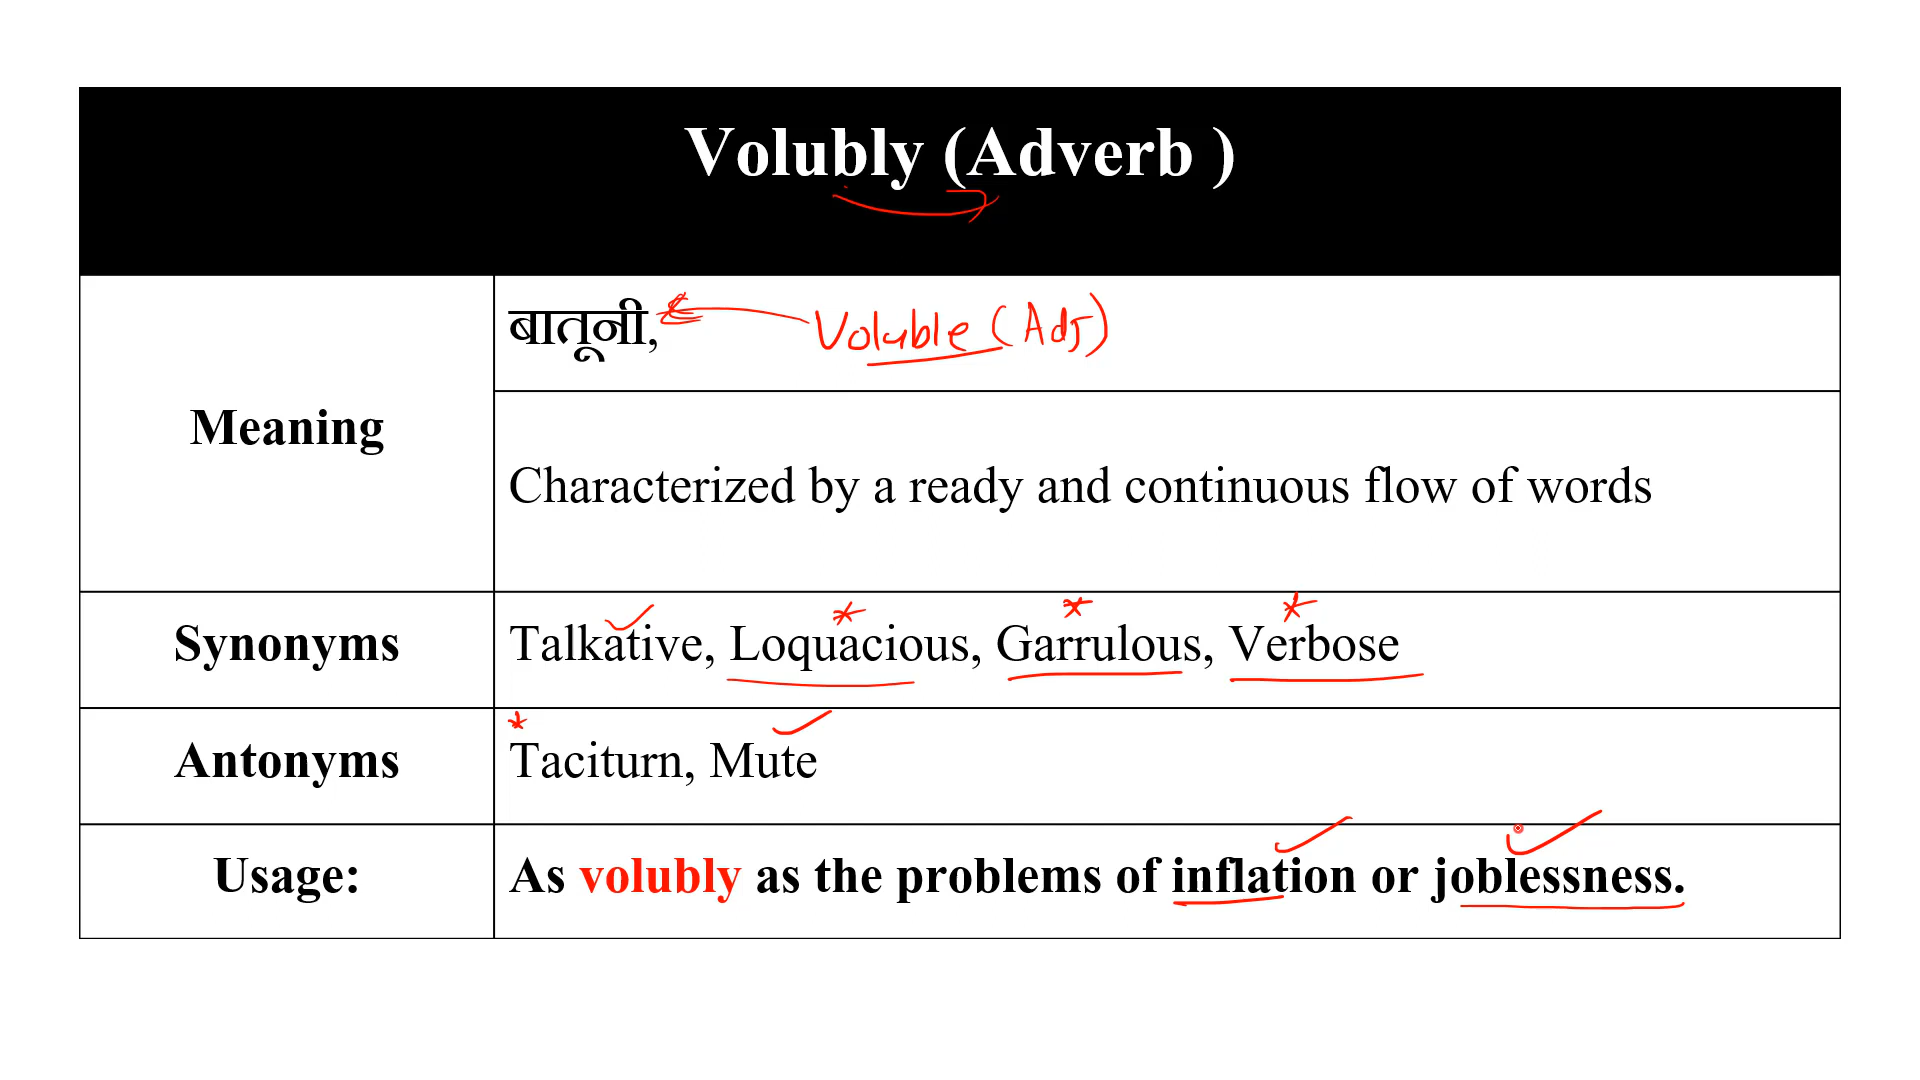 Volubly (Adverb )
Meaning
बातूनी,
Voluble (Adj)
Characterized by a ready and continuous flow of words
Synonyms
Talkative, Loquacious, Garrulous, Verbose
Antonyms
Taciturn, Mute
Usage:
As volubly as the problems of inflation or joblessness.